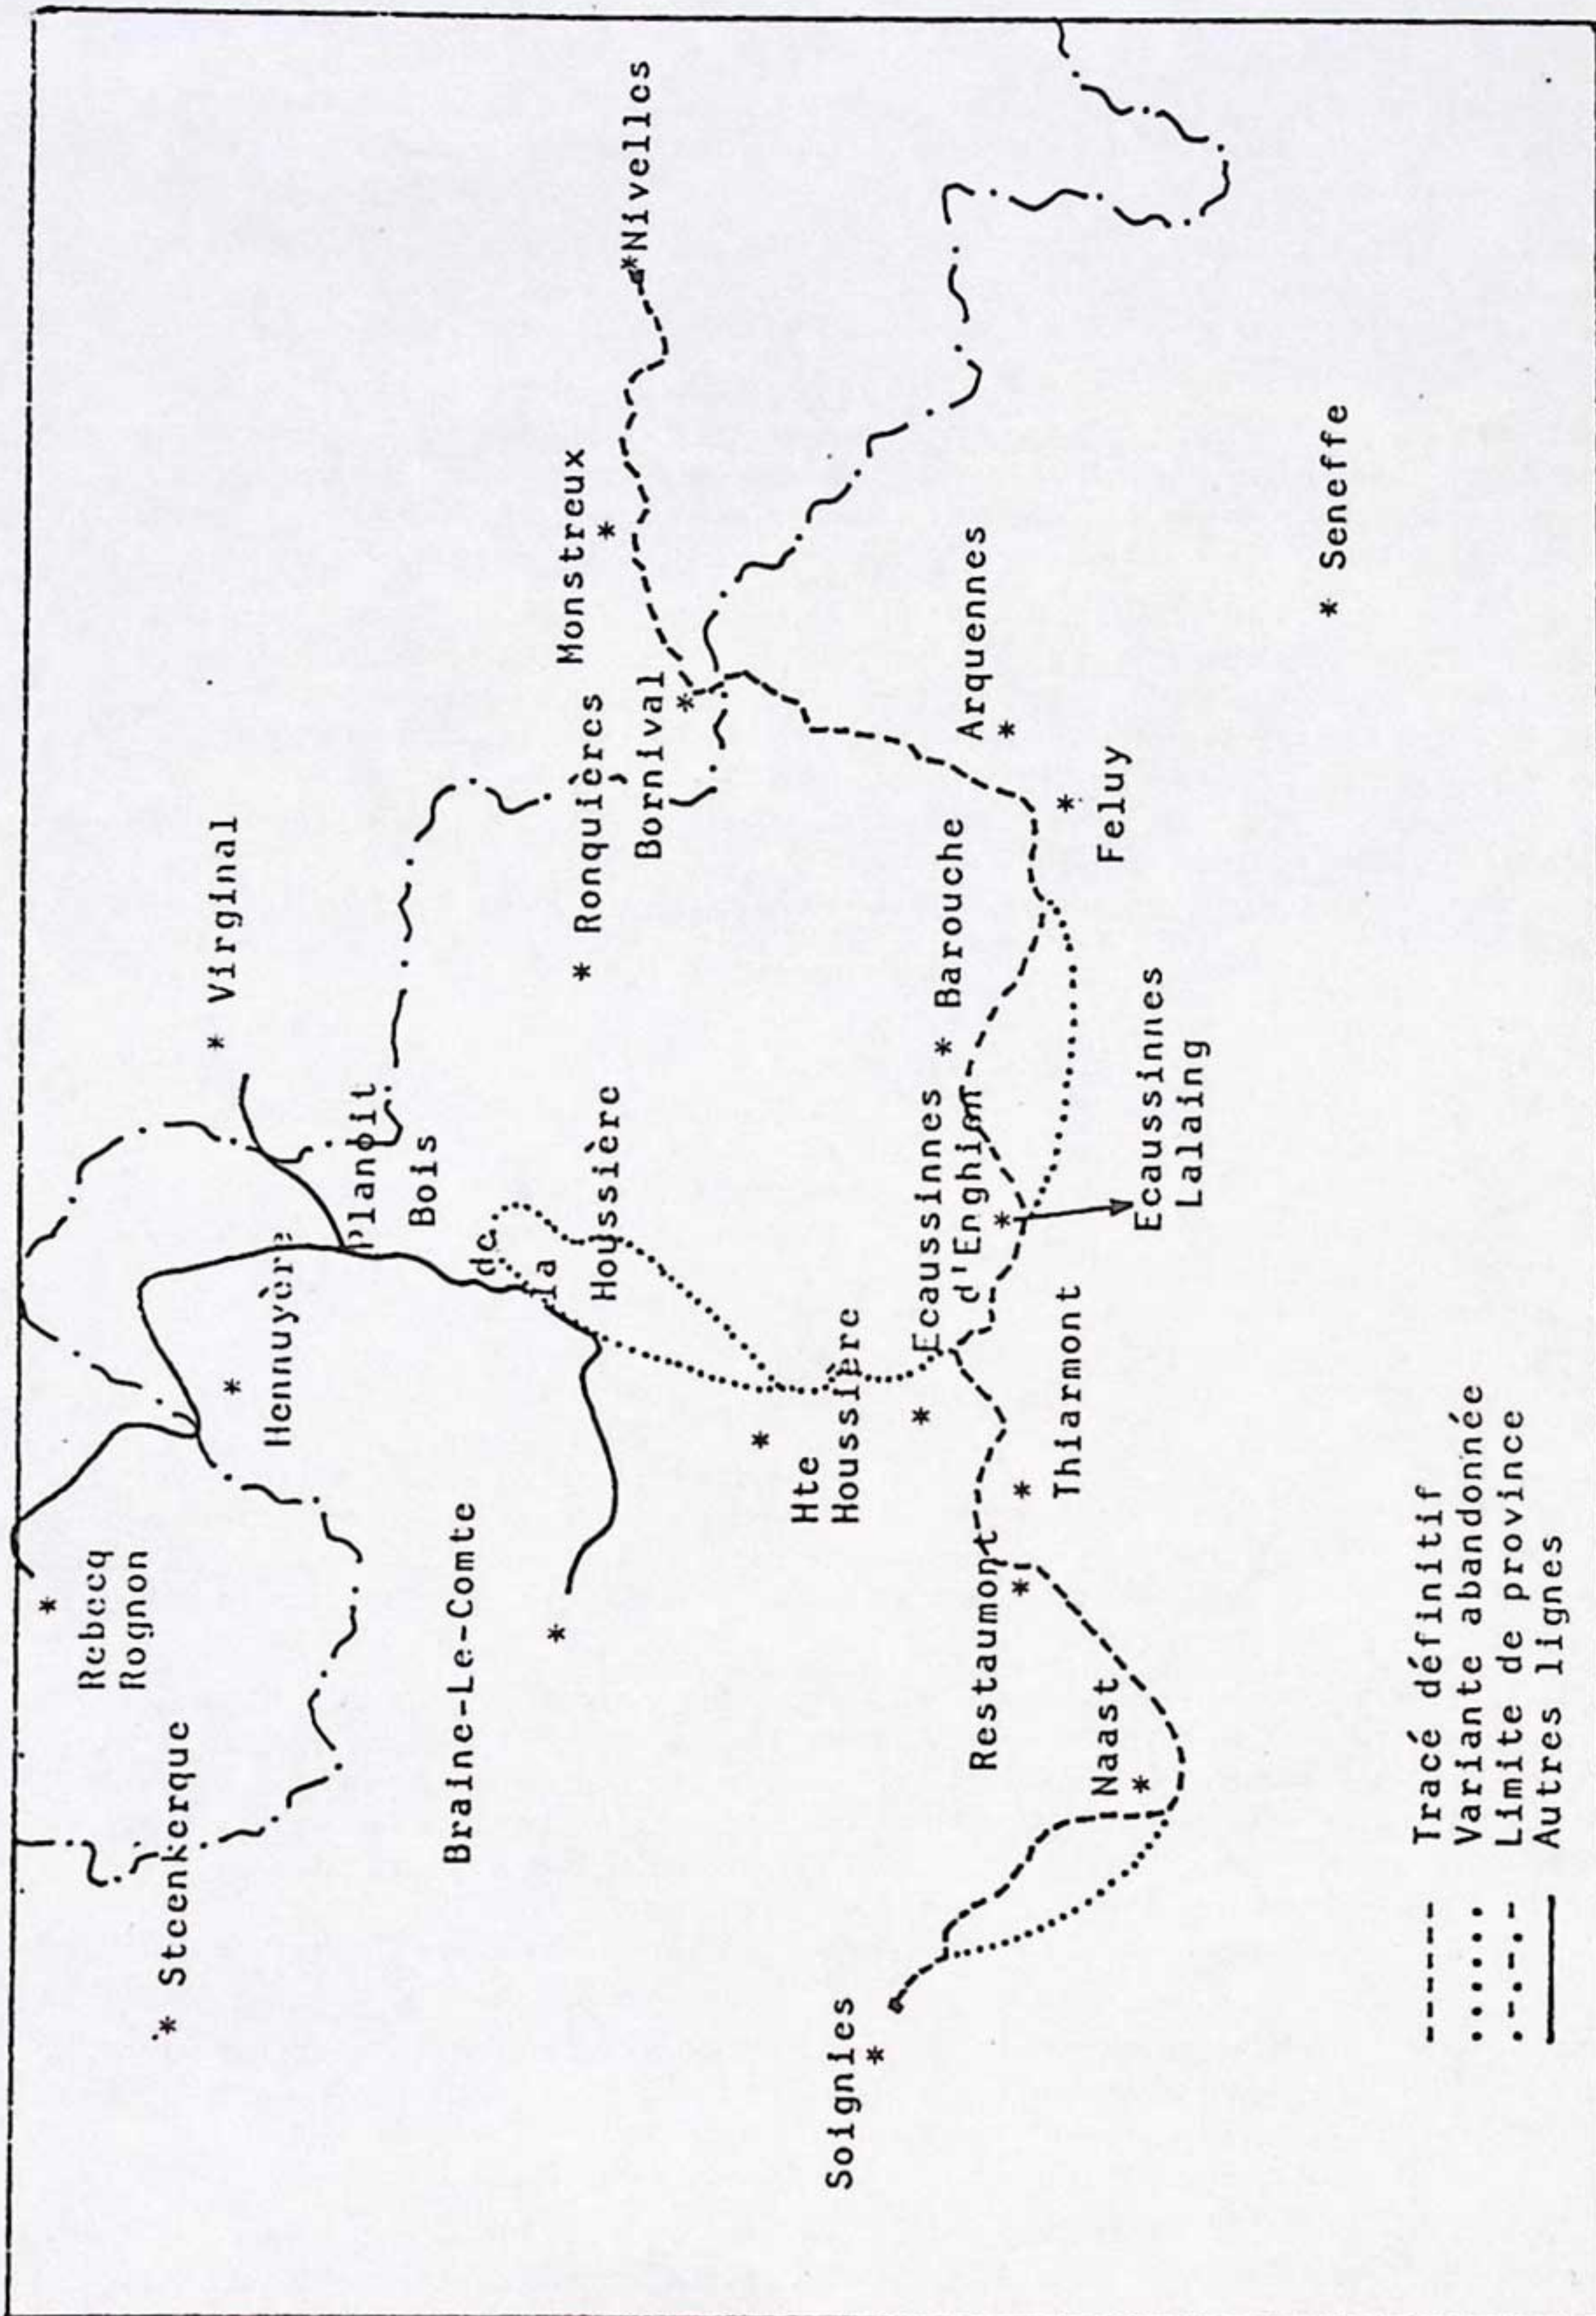 * Steenkerque
* Rebecq
Rognon
* Virginal
* Hennuyère
Planoit
Bois
de
la
Houssière
Braine-Le-Comte
*
* Ronquières
Monstreux
*
Bornival
*
*Nivelles
*
Hte
Houssière
Soignies
*
*
Ecaussinnes
d'Enghien
* Barouche
Arquennes
*
Restaumont
*
Thiarmont
*
*
Feluy
*
Naast
*
Ecaussinnes
Lalaing
* Seneffe
------ Tracé définitif
...... Variante abandonnée
.-.-.- Limite de province
Autres lignes